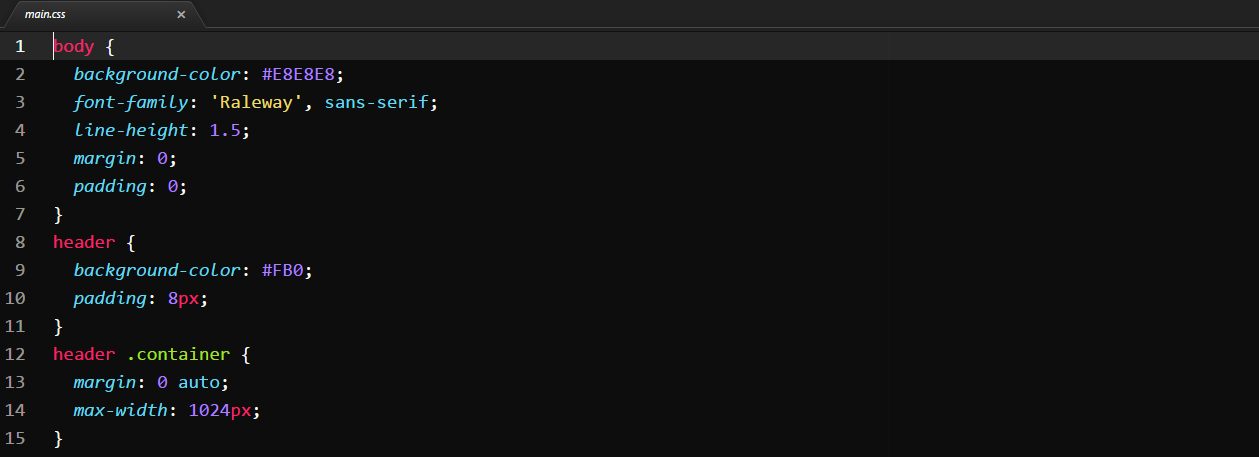 main.css ×
1 body {
2   background-color: #E8E8E8;
3   font-family: 'Raleway', sans-serif;
4   line-height: 1.5;
5   margin: 0;
6   padding: 0;
7 }
8 header {
9   background-color: #FB0;
10   padding: 8px;
11 }
12 header .container {
13   margin: 0 auto;
14   max-width: 1024px;
15 }